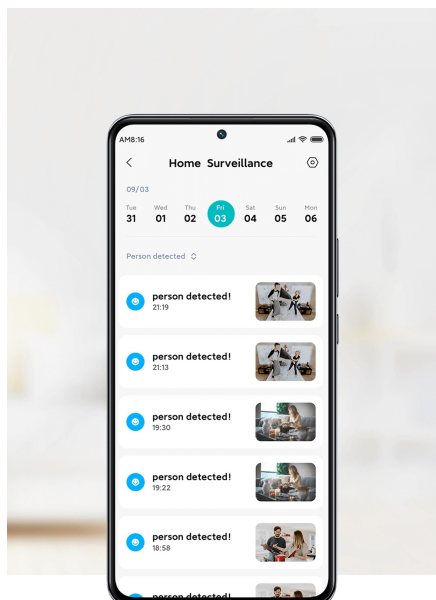 AM8:16
Home Surveillance
09/03
Tue Wed Thu Fri Sat Sun Mon
31 01 02 03 04 05 06
Person detected
person detected!
21:19
person detected!
21:13
person detected!
19:30
person detected!
19:22
person detected!
18:58
person detected!